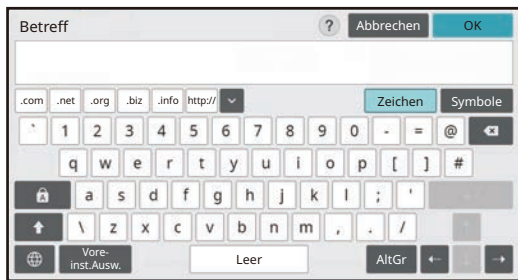 Betreff ? Abbrechen OK
.com .net .org .biz .info http:// Zeichen Symbole
` 1 2 3 4 5 6 7 8 9 0 - = @
q w e r t y u i o p [ ] #
A a s d f g h j k l ; '
\ z x c v b n m , . /
Vore-
inst.Ausw. Leer AltGr